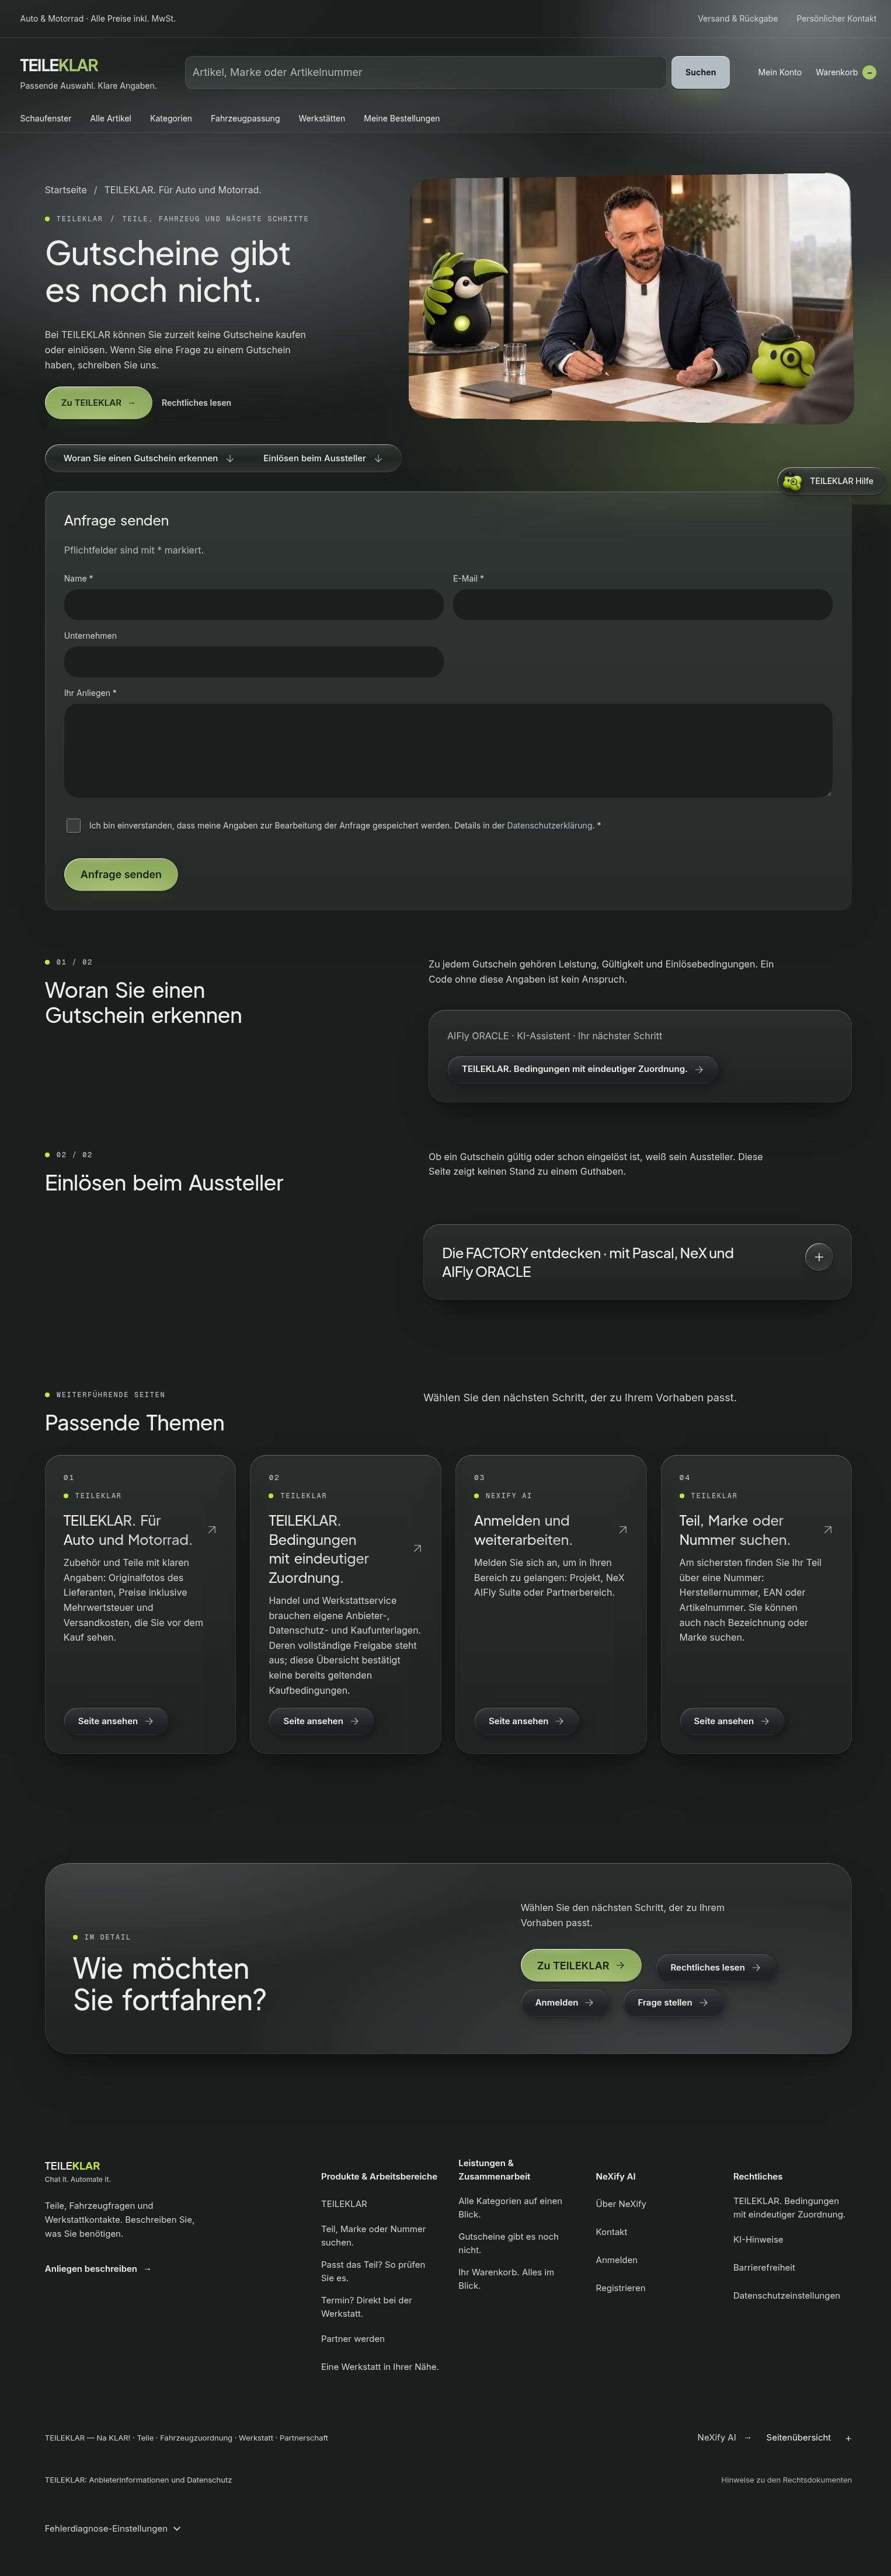 Auto & Motorrad · Alle Preise inkl. MwSt.
Versand & Rückgabe
Persönlicher Kontakt
TEILEKLAR
Passende Auswahl. Klare Angaben.
Artikel, Marke oder Artikelnummer
Suchen
Mein Konto
Warenkorb –
Schaufenster
Alle Artikel
Kategorien
Fahrzeugpassung
Werkstätten
Meine Bestellungen
Startseite / TEILEKLAR. Für Auto und Motorrad.
TEILEKLAR / TEILE, FAHRZEUG UND NÄCHSTE SCHRITTE
Gutscheine gibt
es noch nicht.
Bei TEILEKLAR können Sie zurzeit keine Gutscheine kaufen
oder einlösen. Wenn Sie eine Frage zu einem Gutschein
haben, schreiben Sie uns.
Zu TEILEKLAR →
Rechtliches lesen
Woran Sie einen Gutschein erkennen ↓
Einlösen beim Aussteller ↓
TEILEKLAR Hilfe
Anfrage senden
Pflichtfelder sind mit * markiert.
Name *
E-Mail *
Unternehmen
Ihr Anliegen *
Ich bin einverstanden, dass meine Angaben zur Bearbeitung der Anfrage gespeichert werden. Details in der Datenschutzerklärung. *
Anfrage senden
01 / 02
Woran Sie einen
Gutschein erkennen
Zu jedem Gutschein gehören Leistung, Gültigkeit und Einlösebedingungen. Ein
Code ohne diese Angaben ist kein Anspruch.
AIFly ORACLE · KI-Assistent · Ihr nächster Schritt
TEILEKLAR. Bedingungen mit eindeutiger Zuordnung. →
02 / 02
Einlösen beim Aussteller
Ob ein Gutschein gültig oder schon eingelöst ist, weiß sein Aussteller. Diese
Seite zeigt keinen Stand zu einem Guthaben.
Die FACTORY entdecken · mit Pascal, NeX und
AIFly ORACLE
+
WEITERFÜHRENDE SEITEN
Passende Themen
Wählen Sie den nächsten Schritt, der zu Ihrem Vorhaben passt.
01
TEILEKLAR
TEILEKLAR. Für
Auto und Motorrad.
Zubehör und Teile mit klaren
Angaben: Originalfotos des
Lieferanten, Preise inklusive
Mehrwertsteuer und
Versandkosten, die Sie vor dem
Kauf sehen.
Seite ansehen →
02
TEILEKLAR
TEILEKLAR.
Bedingungen
mit eindeutiger
Zuordnung.
Handel und Werkstattservice
brauchen eigene Anbieter-,
Datenschutz- und Kaufunterlagen.
Deren vollständige Freigabe steht
aus; diese Übersicht bestätigt
keine bereits geltenden
Kaufbedingungen.
Seite ansehen →
03
NEXIFY AI
Anmelden und
weiterarbeiten.
Melden Sie sich an, um in Ihren
Bereich zu gelangen: Projekt, NeX
AIFly Suite oder Partnerbereich.
Seite ansehen →
04
TEILEKLAR
Teil, Marke oder
Nummer suchen.
Am sichersten finden Sie Ihr Teil
über eine Nummer:
Herstellernummer, EAN oder
Artikelnummer. Sie können
auch nach Bezeichnung oder
Marke suchen.
Seite ansehen →
IM DETAIL
Wie möchten
Sie fortfahren?
Wählen Sie den nächsten Schritt, der zu Ihrem
Vorhaben passt.
Zu TEILEKLAR →
Rechtliches lesen →
Anmelden →
Frage stellen →
TEILEKLAR
Chat it. Automate it.
Teile, Fahrzeugfragen und
Werkstattkontakte. Beschreiben Sie,
was Sie benötigen.
Anliegen beschreiben →
Produkte & Arbeitsbereiche
TEILEKLAR
Teil, Marke oder Nummer
suchen.
Passt das Teil? So prüfen
Sie es.
Termin? Direkt bei der
Werkstatt.
Partner werden
Eine Werkstatt in Ihrer Nähe.
Leistungen &
Zusammenarbeit
Alle Kategorien auf einen
Blick.
Gutscheine gibt es noch
nicht.
Ihr Warenkorb. Alles im
Blick.
NeXify AI
Über NeXify
Kontakt
Anmelden
Registrieren
Rechtliches
TEILEKLAR. Bedingungen
mit eindeutiger Zuordnung.
KI-Hinweise
Barrierefreiheit
Datenschutzeinstellungen
TEILEKLAR — Na KLAR! · Teile · Fahrzeugzuordnung · Werkstatt · Partnerschaft
NeXify AI →
Seitenübersicht +
TEILEKLAR: Anbieterinformationen und Datenschutz
Hinweise zu den Rechtsdokumenten
Fehlerdiagnose-Einstellungen